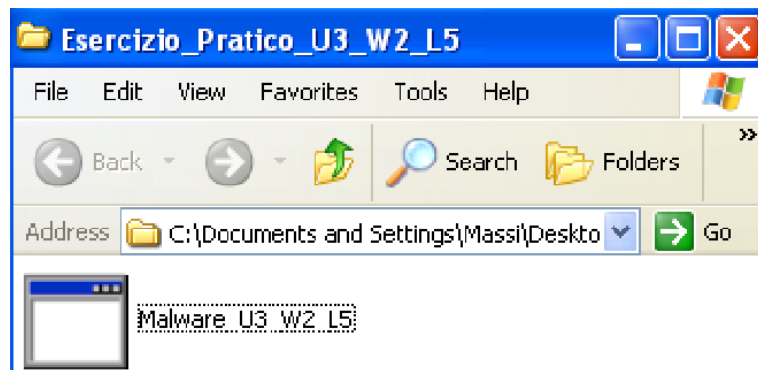 Esercizio_Pratico_U3_W2_L5
File Edit View Favorites Tools Help
Back Search Folders »
Address C:\Documents and Settings\Massi\Deskto Go
Malware_U3_W2_L5